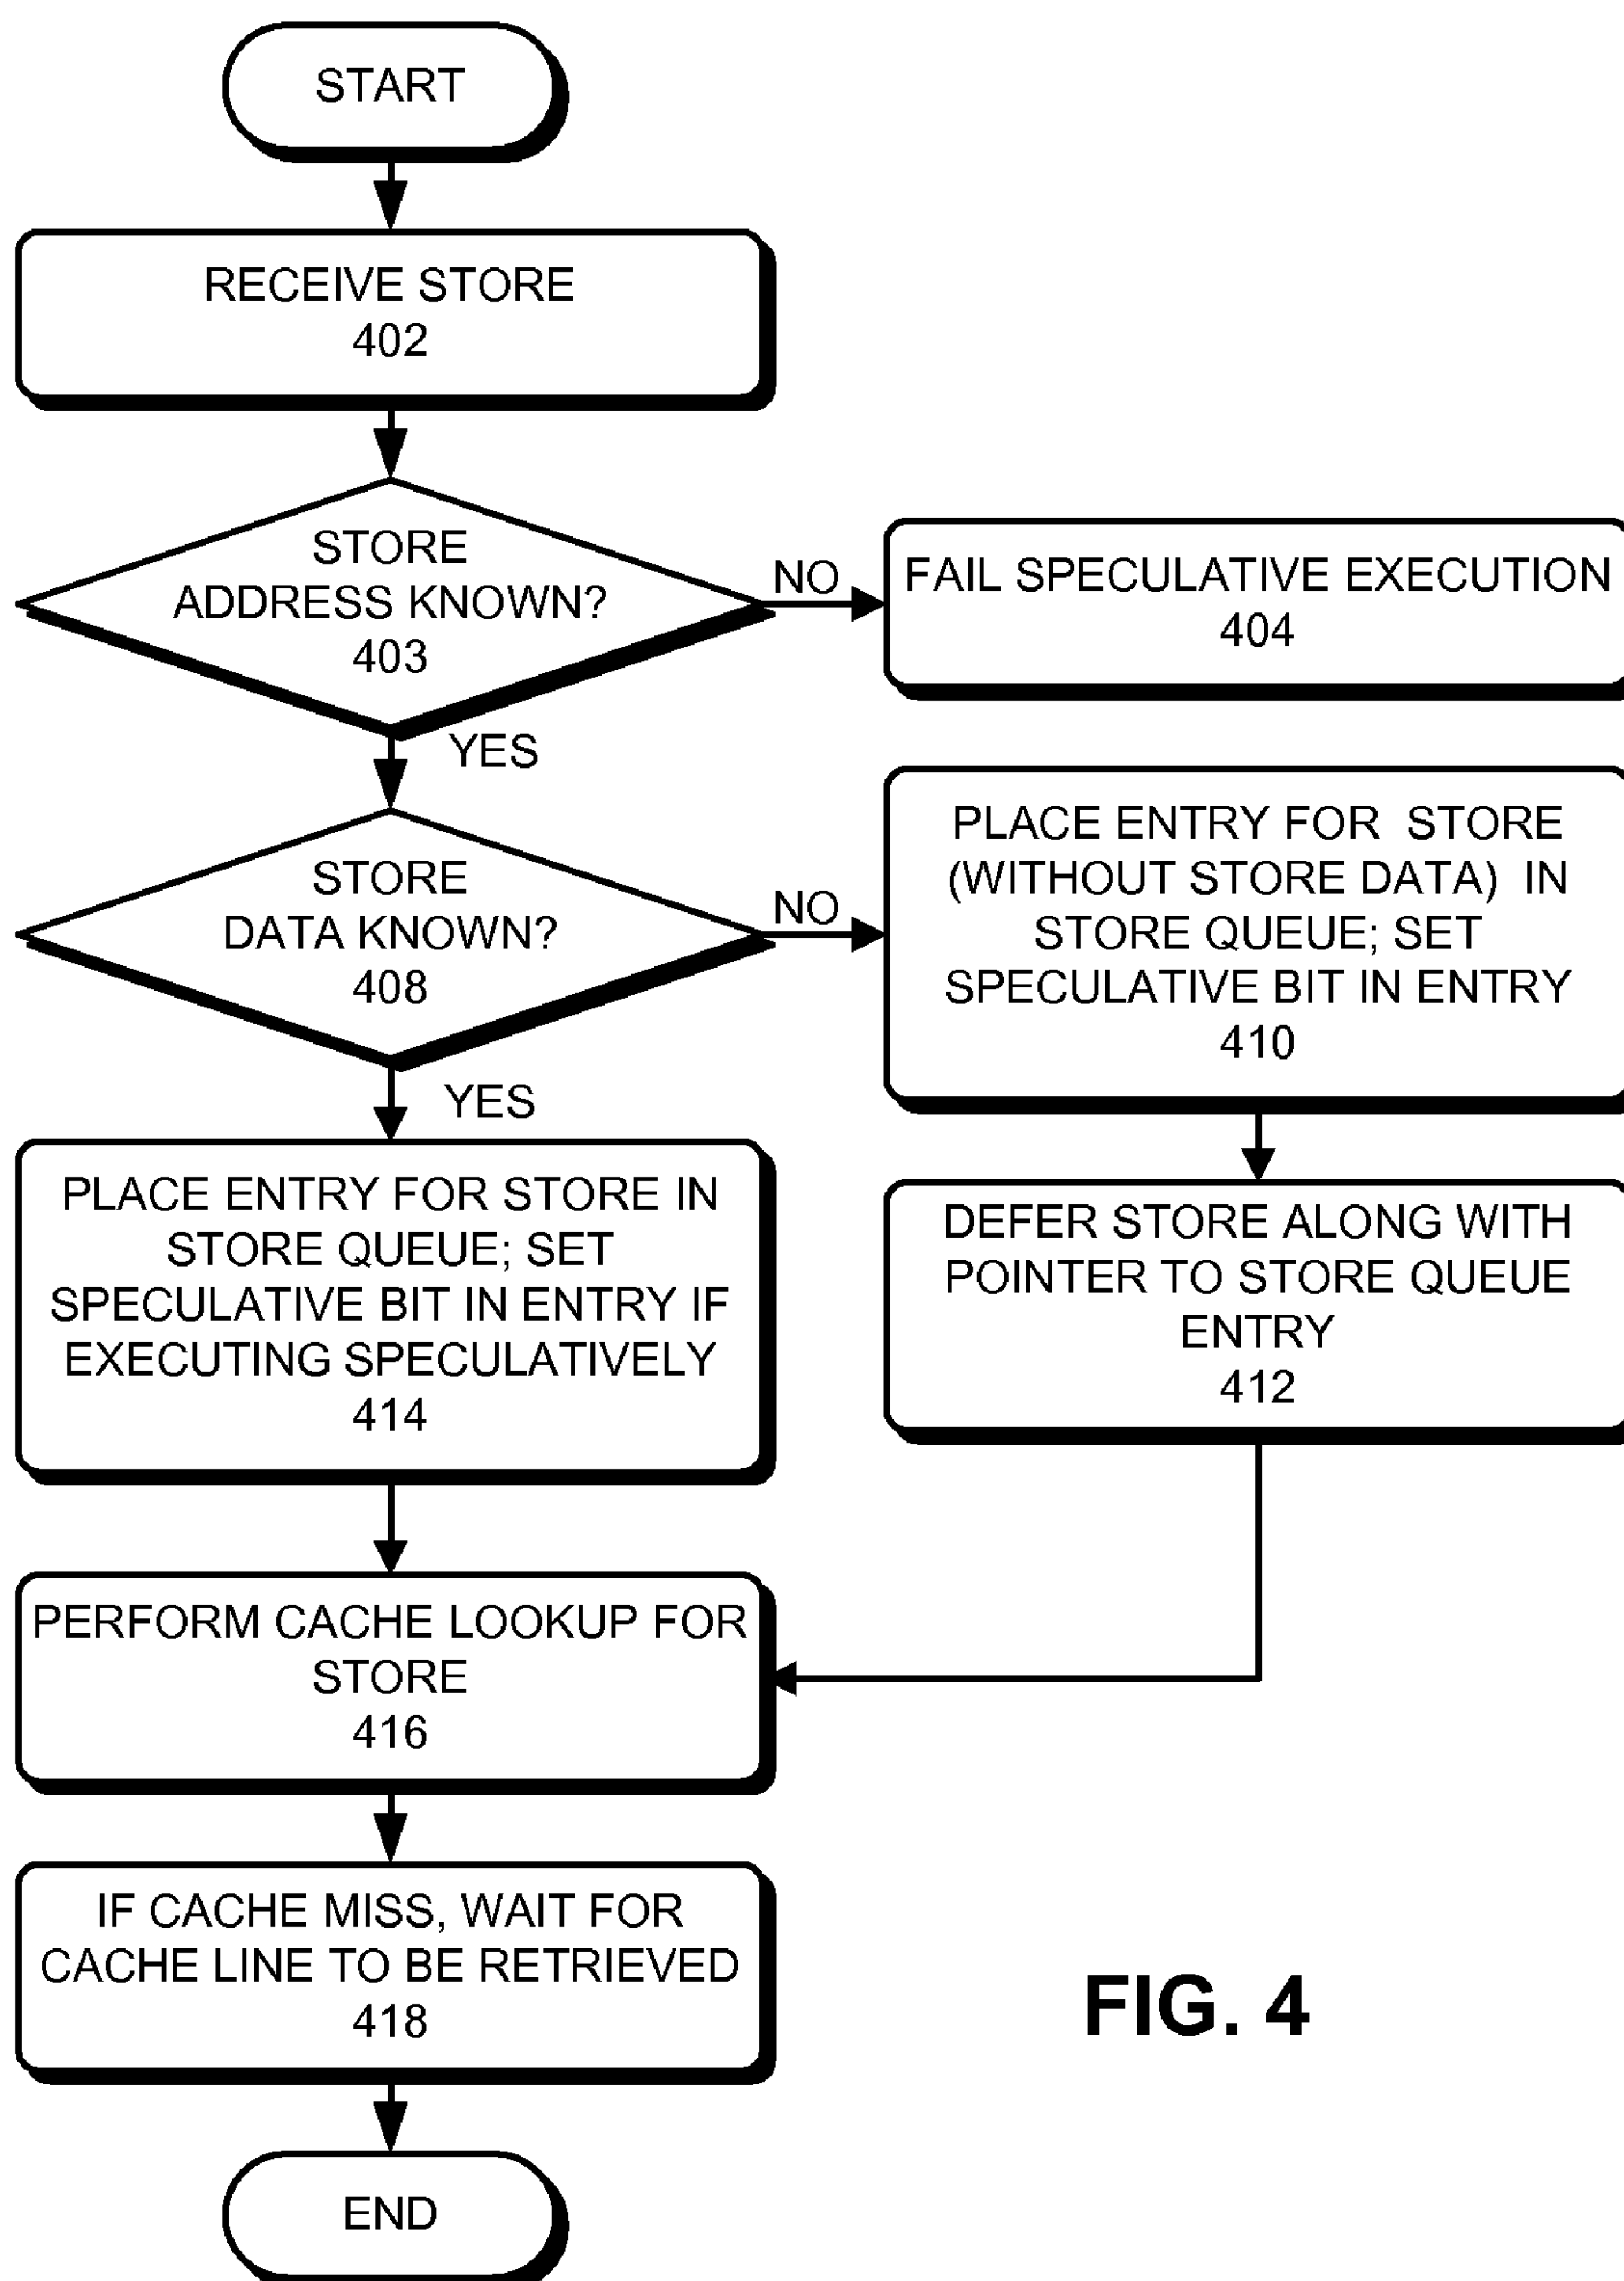 START
RECEIVE STORE
402
STORE
ADDRESS KNOWN?
403
NO
FAIL SPECULATIVE EXECUTION
404
YES
STORE
DATA KNOWN?
408
NO
PLACE ENTRY FOR STORE
(WITHOUT STORE DATA) IN
STORE QUEUE; SET
SPECULATIVE BIT IN ENTRY
410
YES
PLACE ENTRY FOR STORE IN
STORE QUEUE; SET
SPECULATIVE BIT IN ENTRY IF
EXECUTING SPECULATIVELY
414
DEFER STORE ALONG WITH
POINTER TO STORE QUEUE
ENTRY
412
PERFORM CACHE LOOKUP FOR
STORE
416
IF CACHE MISS, WAIT FOR
CACHE LINE TO BE RETRIEVED
418
END
FIG. 4